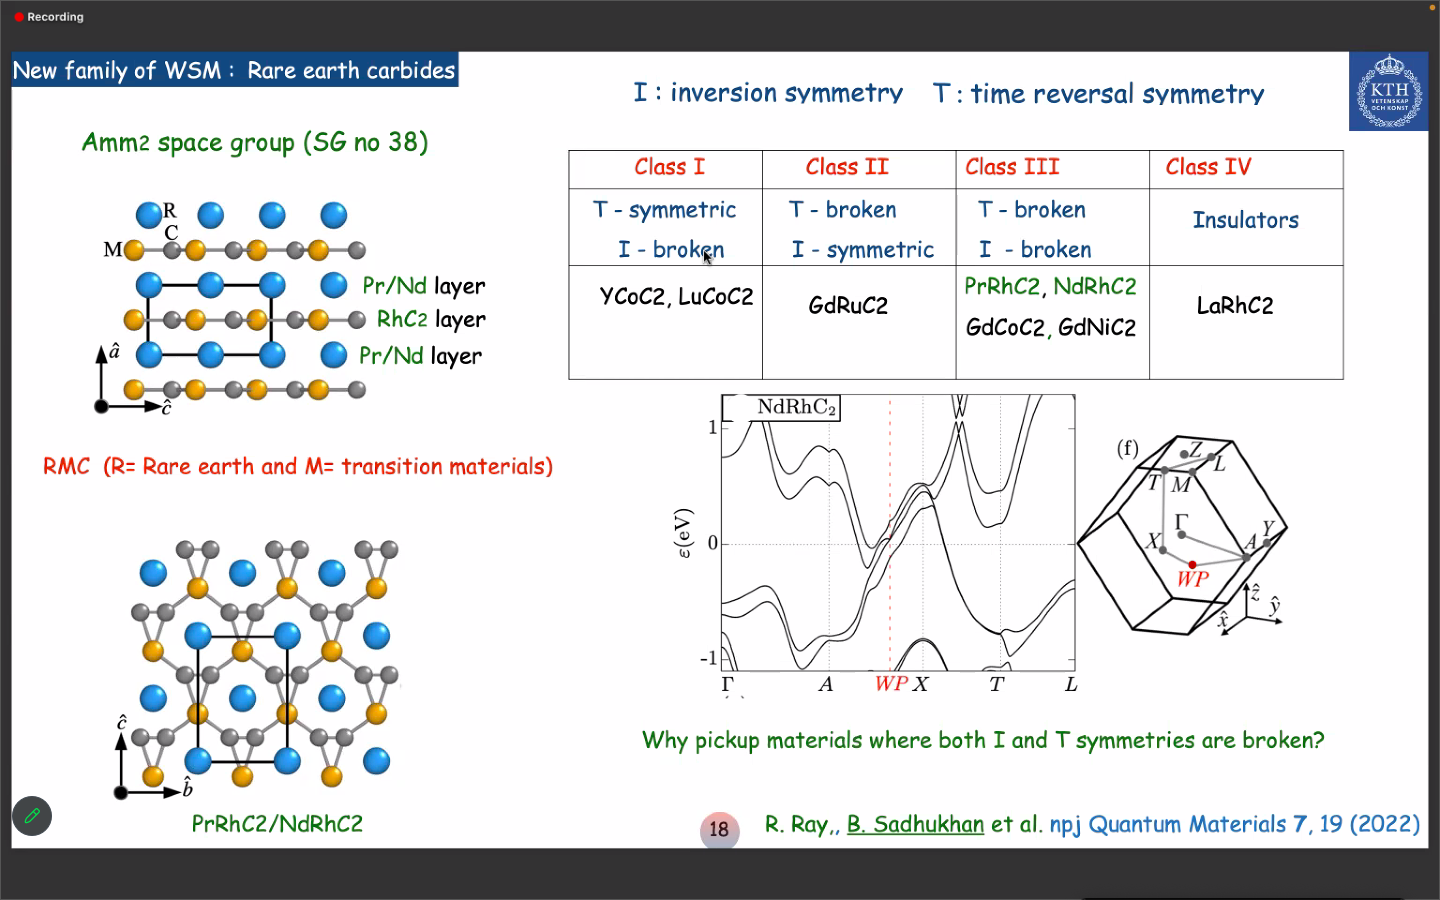 Recording
New family of WSM : Rare earth carbides
I : inversion symmetry T : time reversal symmetry
KTH
VETENSKAP
OCH KONST
Amm2 space group (SG no 38)
Class I Class II Class III Class IV
T - symmetric T - broken T - broken Insulators
I - broken I - symmetric I - broken
YCoC2, LuCoC2 GdRuC2 PrRhC2, NdRhC2 LaRhC2
GdCoC2, GdNiC2
R
C
M
Pr/Nd layer
RhC2 layer
Pr/Nd layer
â
ĉ
RMC (R= Rare earth and M= transition materials)
NdRhC₂
1
ε(eV)
0
-1
Γ A WP X T L
(f)
Z
L
T M
Γ
X A Y
WP
ẑ
ŷ
x̂
ĉ
b̂
PrRhC2/NdRhC2
Why pickup materials where both I and T symmetries are broken?
18
R. Ray,, B. Sadhukhan et al. npj Quantum Materials 7, 19 (2022)